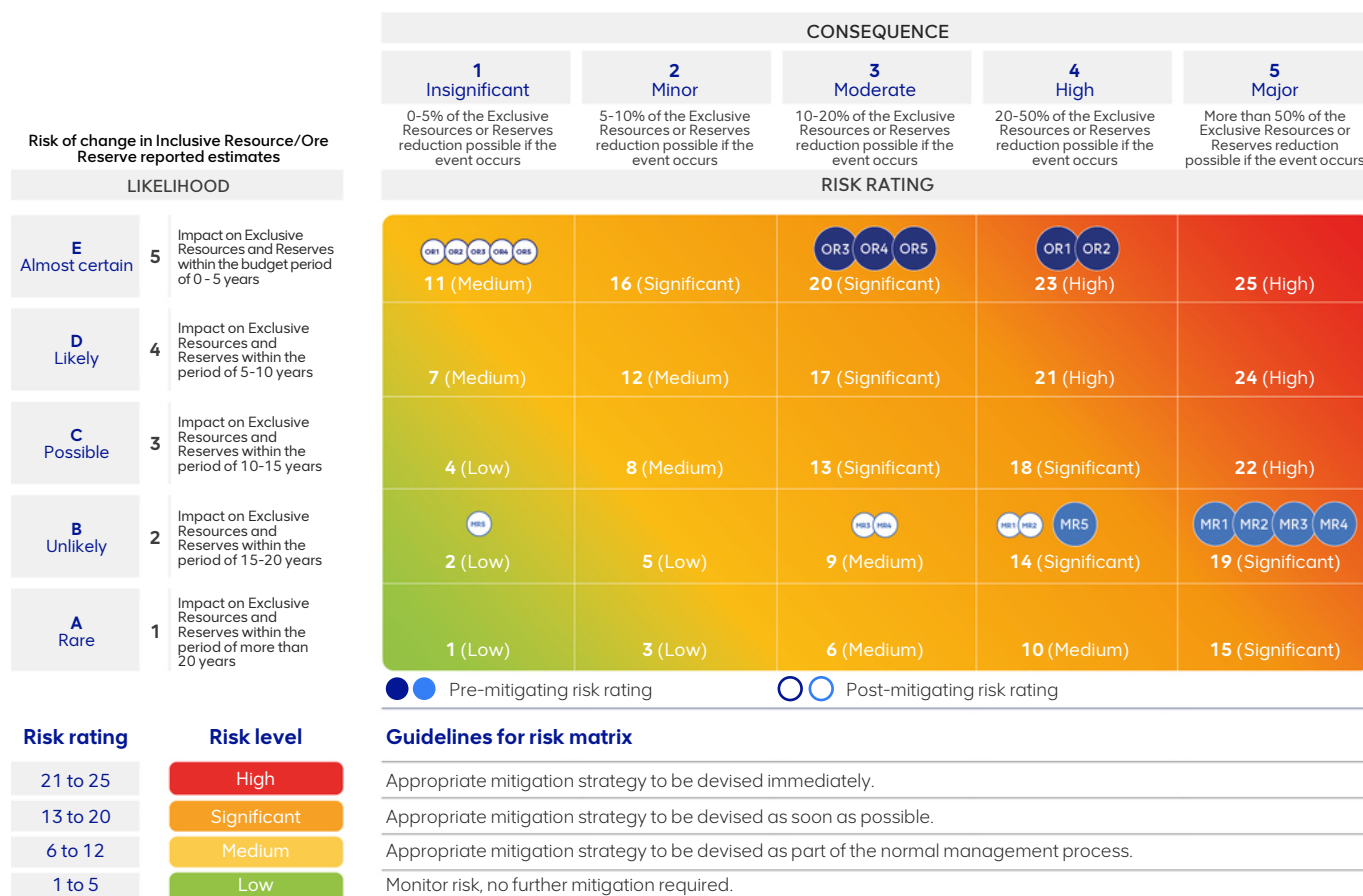 CONSEQUENCE
1
Insignificant
2
Minor
3
Moderate
4
High
5
Major
Risk of change in Inclusive Resource/Ore
Reserve reported estimates
0-5% of the Exclusive
Resources or Reserves
reduction possible if the
event occurs
5-10% of the Exclusive
Resources or Reserves
reduction possible if the
event occurs
10-20% of the Exclusive
Resources or Reserves
reduction possible if the
event occurs
20-50% of the Exclusive
Resources or Reserves
reduction possible if the
event occurs
More than 50% of the
Exclusive Resources or
Reserves reduction
possible if the event occurs
LIKELIHOOD
RISK RATING
E
Almost certain
5
Impact on Exclusive
Resources and Reserves
within the budget period
of 0 - 5 years
OR1 OR2 OR3 OR4 OR5
11 (Medium)
16 (Significant)
OR3 OR4 OR5
20 (Significant)
OR1 OR2
23 (High)
25 (High)
D
Likely
4
Impact on Exclusive
Resources and
Reserves within the
period of 5-10 years
7 (Medium)
12 (Medium)
17 (Significant)
21 (High)
24 (High)
C
Possible
3
Impact on Exclusive
Resources and
Reserves within the
period of 10-15 years
4 (Low)
8 (Medium)
13 (Significant)
18 (Significant)
22 (High)
B
Unlikely
2
Impact on Exclusive
Resources and
Reserves within the
period of 15-20 years
MR5
2 (Low)
5 (Low)
MR3 MR4
9 (Medium)
MR1 MR2 MR5
14 (Significant)
MR1 MR2 MR3 MR4
19 (Significant)
A
Rare
1
Impact on Exclusive
Resources and
Reserves within the
period of more than
20 years
1 (Low)
3 (Low)
6 (Medium)
10 (Medium)
15 (Significant)
Pre-mitigating risk rating
Post-mitigating risk rating
Risk rating
Risk level
Guidelines for risk matrix
21 to 25
High
Appropriate mitigation strategy to be devised immediately.
13 to 20
Significant
Appropriate mitigation strategy to be devised as soon as possible.
6 to 12
Medium
Appropriate mitigation strategy to be devised as part of the normal management process.
1 to 5
Low
Monitor risk, no further mitigation required.